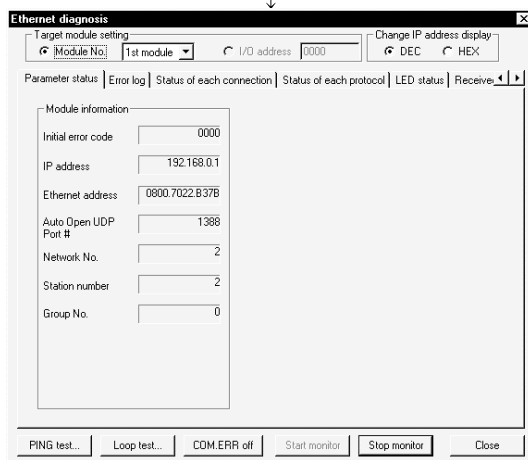 Ethernet diagnosis
Target module setting
Change IP address display
Module No. 1st module I/O address 0000 DEC HEX
Parameter status Error log Status of each connection Status of each protocol LED status Receive
Module information
Initial error code 0000
IP address 192.168.0.1
Ethernet address 0800.7022.B37B
Auto Open UDP
Port # 1388
Network No. 2
Station number 2
Group No. 0
PING test... Loop test... COM.ERR off Start monitor Stop monitor Close